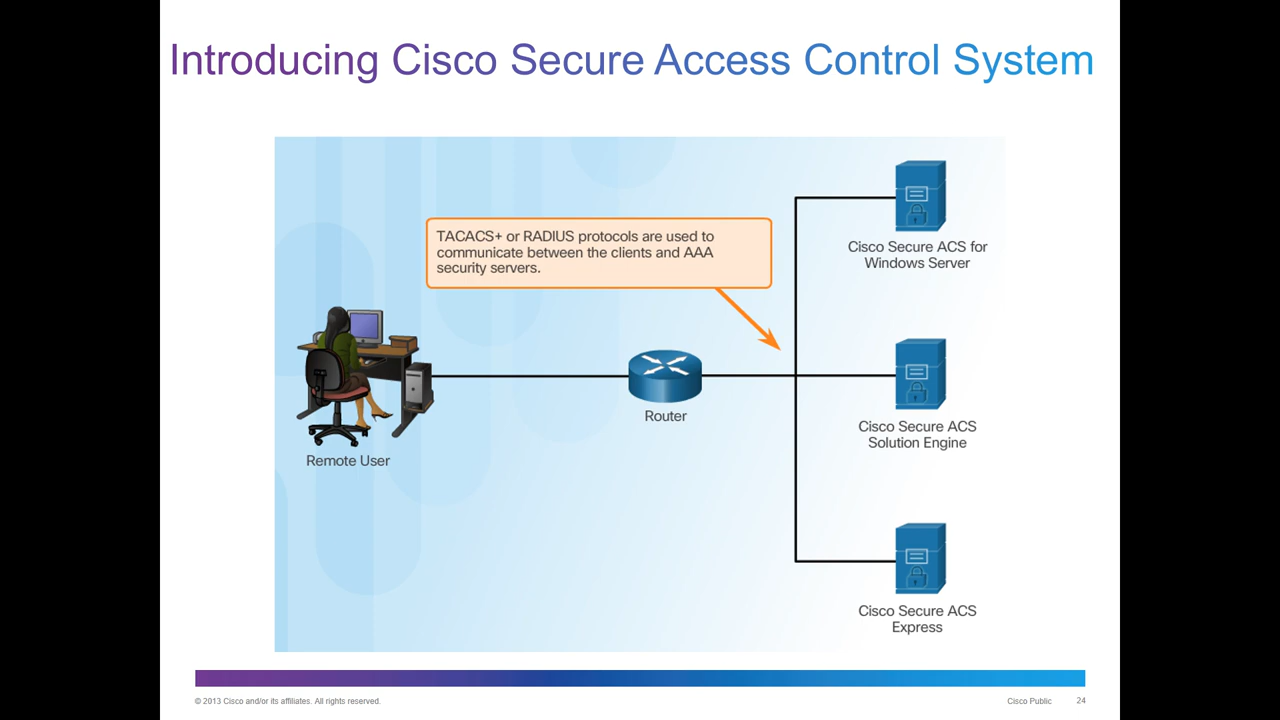 Introducing Cisco Secure Access Control System
TACACS+ or RADIUS protocols are used to
communicate between the clients and AAA
security servers.
Cisco Secure ACS for
Windows Server
Router
Cisco Secure ACS
Solution Engine
Remote User
Cisco Secure ACS
Express
© 2013 Cisco and/or its affiliates. All rights reserved.
Cisco Public
24